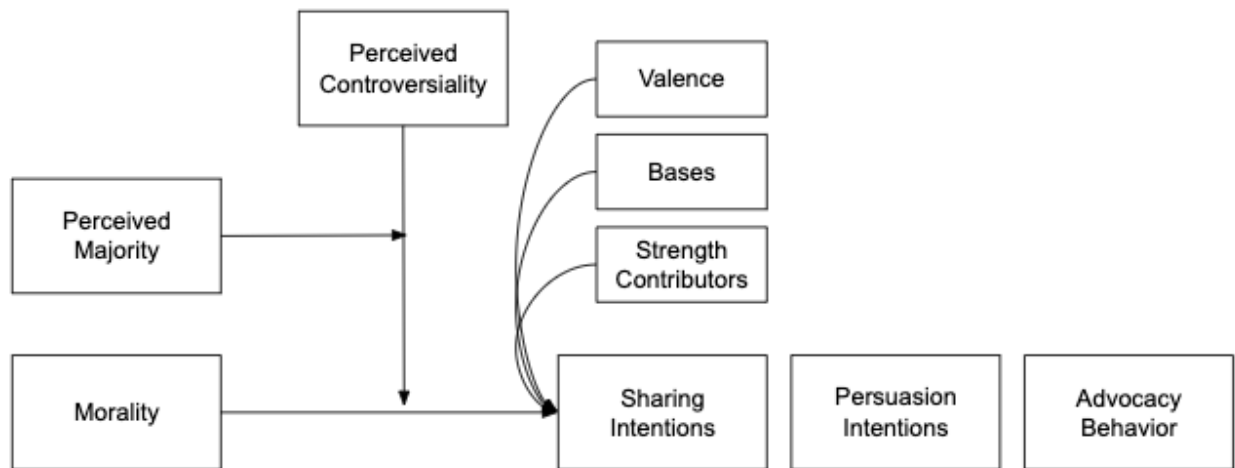 Perceived
Controversiality
Valence
Bases
Perceived
Majority
Strength
Contributors
Morality
Sharing
Intentions
Persuasion
Intentions
Advocacy
Behavior